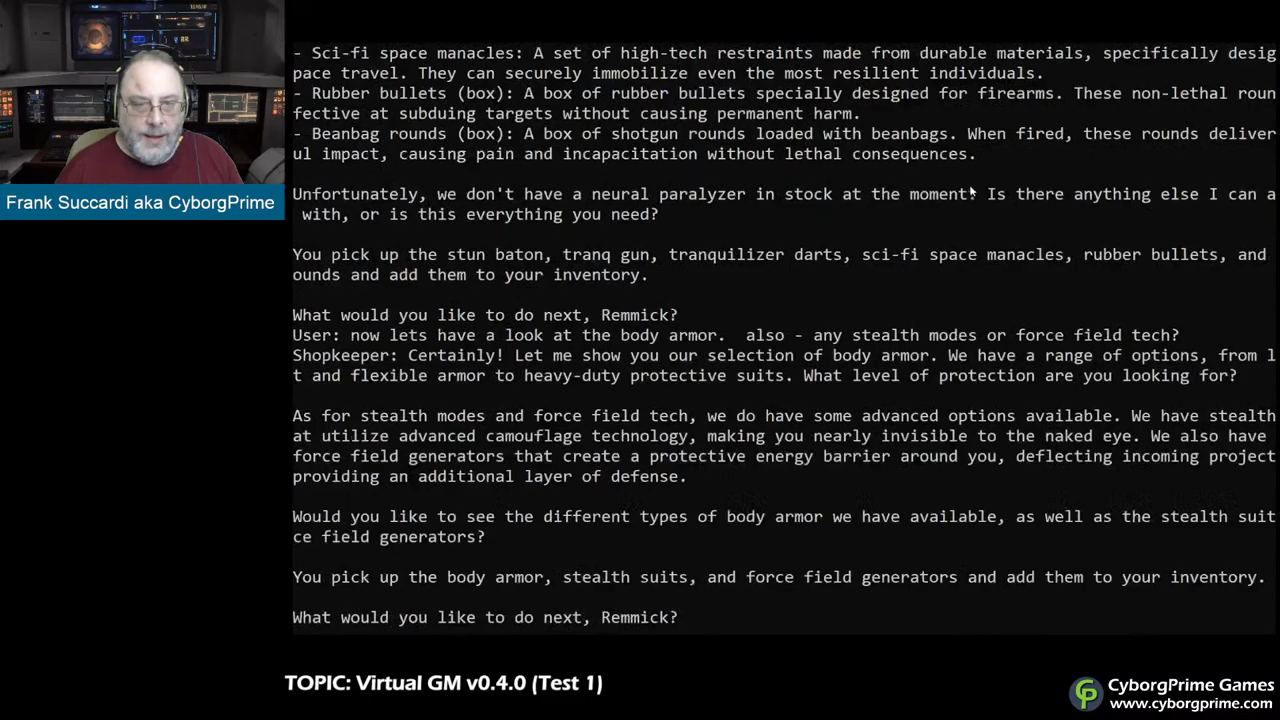 - Sci-fi space manacles: A set of high-tech restraints made from durable materials, specifically desig
pace travel. They can securely immobilize even the most resilient individuals.
- Rubber bullets (box): A box of rubber bullets specially designed for firearms. These non-lethal roun
fective at subduing targets without causing permanent harm.
- Beanbag rounds (box): A box of shotgun rounds loaded with beanbags. When fired, these rounds deliver
ul impact, causing pain and incapacitation without lethal consequences.
Unfortunately, we don't have a neural paralyzer in stock at the moment. Is there anything else I can a
with, or is this everything you need?
You pick up the stun baton, tranq gun, tranquilizer darts, sci-fi space manacles, rubber bullets, and
ounds and add them to your inventory.
What would you like to do next, Remmick?
User: now lets have a look at the body armor. also - any stealth modes or force field tech?
Shopkeeper: Certainly! Let me show you our selection of body armor. We have a range of options, from l
t and flexible armor to heavy-duty protective suits. What level of protection are you looking for?
As for stealth modes and force field tech, we do have some advanced options available. We have stealth
at utilize advanced camouflage technology, making you nearly invisible to the naked eye. We also have
force field generators that create a protective energy barrier around you, deflecting incoming project
providing an additional layer of defense.
Would you like to see the different types of body armor we have available, as well as the stealth suit
ce field generators?
You pick up the body armor, stealth suits, and force field generators and add them to your inventory.
What would you like to do next, Remmick?
Frank Succardi aka CyborgPrime
TOPIC: Virtual GM v0.4.0 (Test 1)
CyborgPrime Games
www.cyborgprime.com